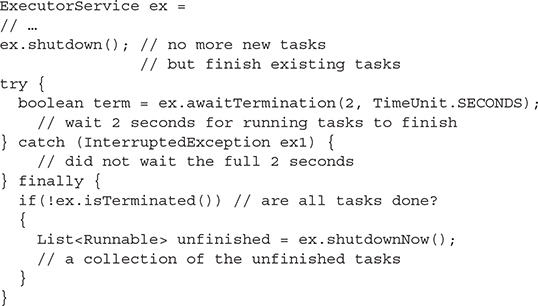 ExecutorService ex =
// …
ex.shutdown(); // no more new tasks
// but finish existing tasks
try {
boolean term = ex.awaitTermination(2, TimeUnit.SECONDS);
// wait 2 seconds for running tasks to finish
} catch (InterruptedException ex1) {
// did not wait the full 2 seconds
} finally {
if(!ex.isTerminated()) // are all tasks done?
{
List<Runnable> unfinished = ex.shutdownNow();
// a collection of the unfinished tasks
}
}